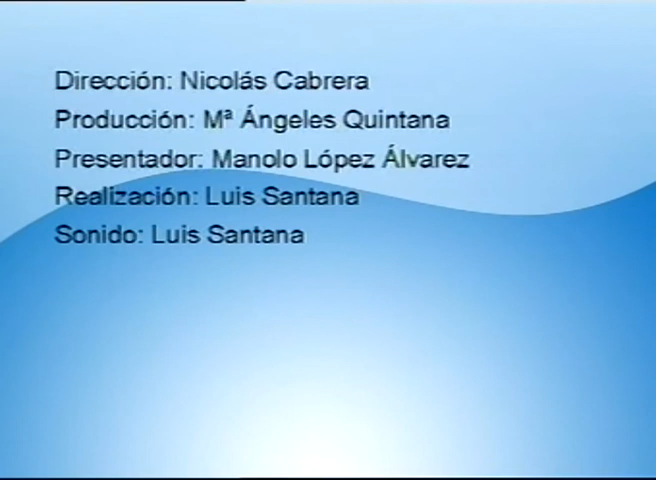 Dirección: Nicolás Cabrera
Producción: Mª Ángeles Quintana
Presentador: Manolo López Álvarez
Realización: Luis Santana
Sonido: Luis Santana